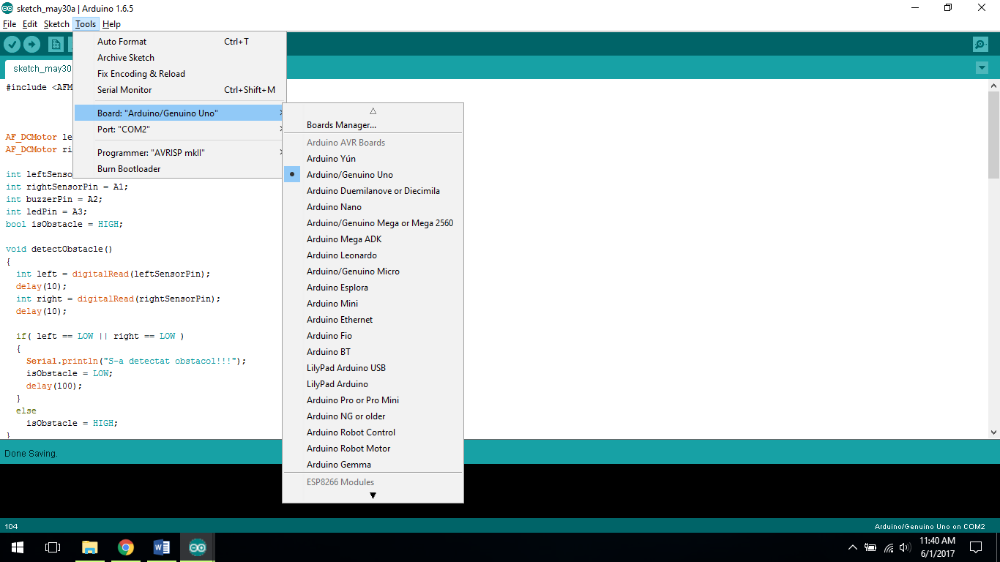 sketch_may30a | Arduino 1.6.5
File Edit Sketch Tools Help
Auto Format Ctrl+T
Archive Sketch
Fix Encoding & Reload
Serial Monitor Ctrl+Shift+M
Board: "Arduino/Genuino Uno"
Port: "COM2"
Programmer: "AVRISP mkII"
Burn Bootloader
Boards Manager...
Arduino AVR Boards
Arduino Yún
Arduino/Genuino Uno
Arduino Duemilanove or Diecimila
Arduino Nano
Arduino/Genuino Mega or Mega 2560
Arduino Mega ADK
Arduino Leonardo
Arduino/Genuino Micro
Arduino Esplora
Arduino Mini
Arduino Ethernet
Arduino Fio
Arduino BT
LilyPad Arduino USB
LilyPad Arduino
Arduino Pro or Pro Mini
Arduino NG or older
Arduino Robot Control
Arduino Robot Motor
Arduino Gemma
ESP8266 Modules
sketch_may30
#include <AFM
AF_DCMotor le
AF_DCMotor ri
int leftSenso
int rightSensorPin = A1;
int buzzerPin = A2;
int ledPin = A3;
bool isObstacle = HIGH;
void detectObstacle()
{
int left = digitalRead(leftSensorPin);
delay(10);
int right = digitalRead(rightSensorPin);
delay(10);
if( left == LOW || right == LOW )
{
Serial.println("S-a detectat obstacol!!!");
isObstacle = LOW;
delay(100);
}
else
isObstacle = HIGH;
}
Done Saving.
104
Arduino/Genuino Uno on COM2
11:40 AM
6/1/2017